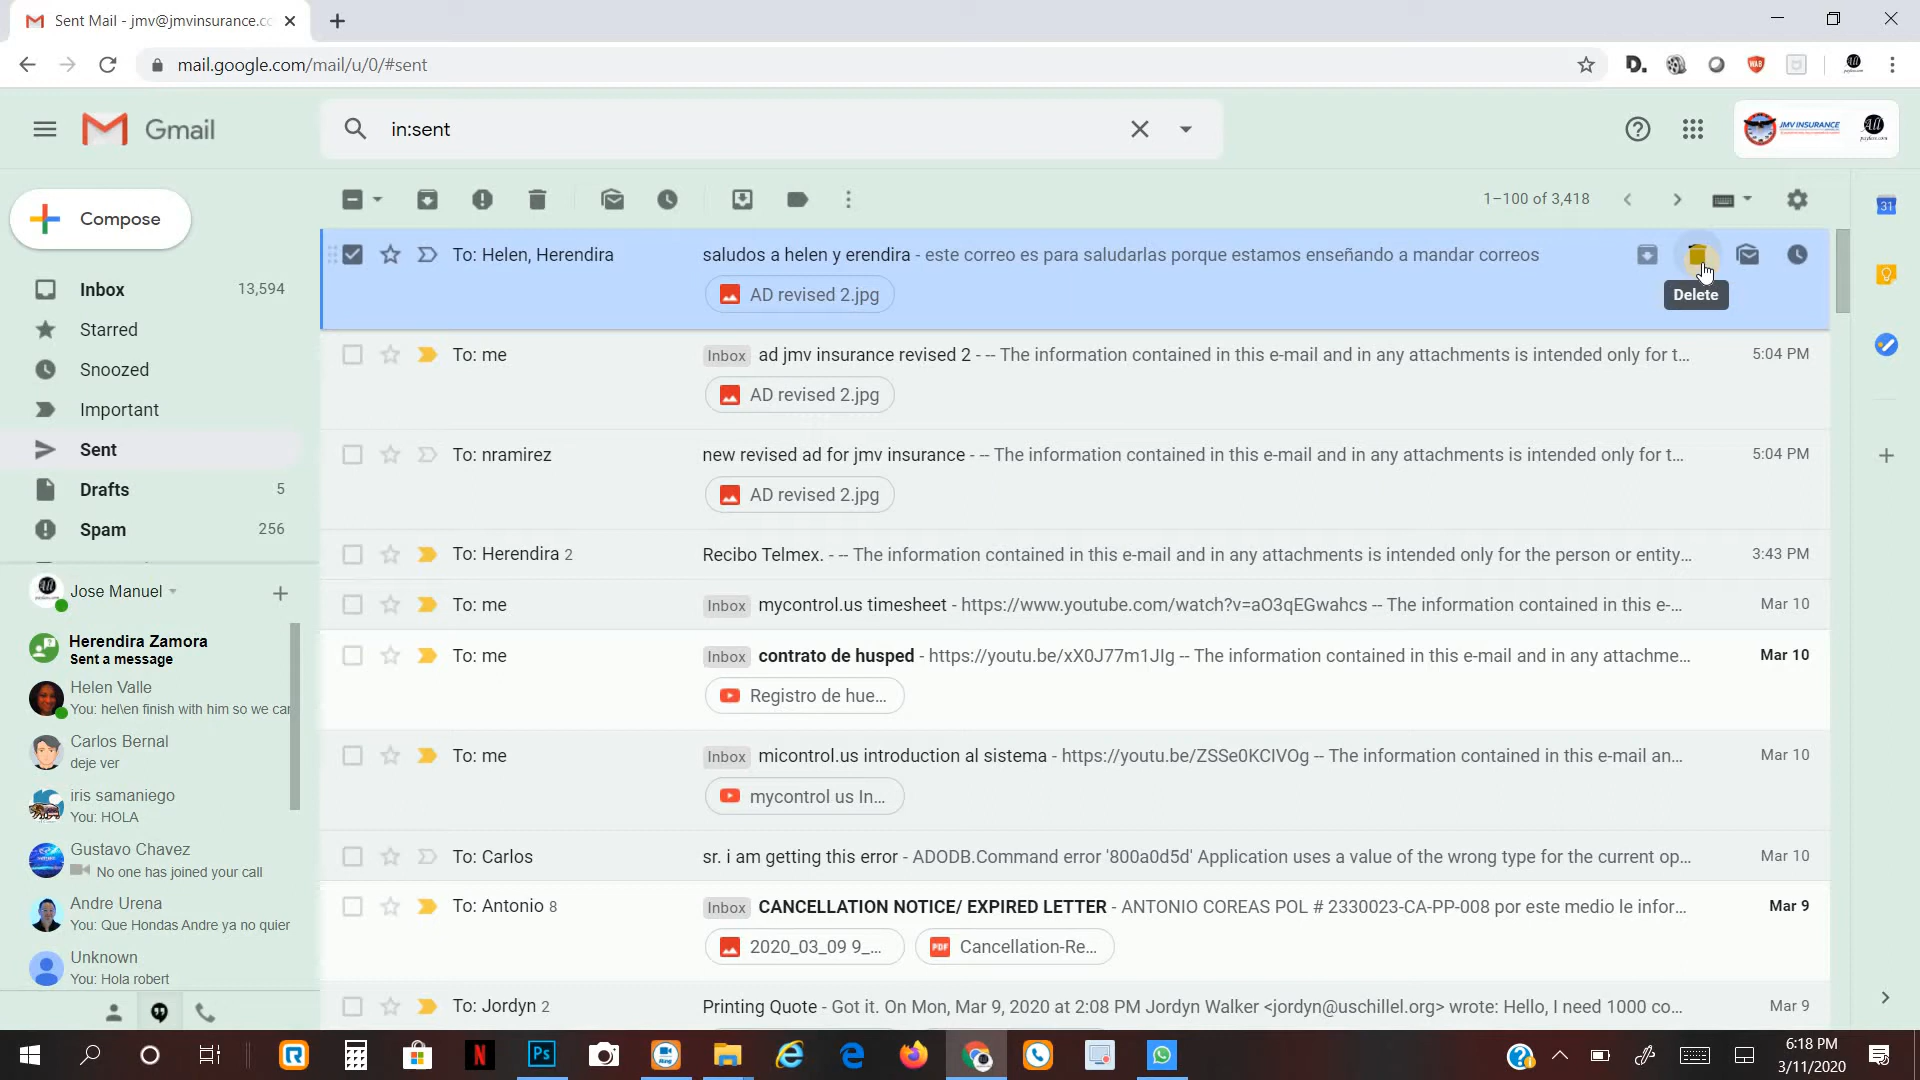 Sent Mail - jmv@jmvinsurance.co
mail.google.com/mail/u/0/#sent
D.
WAB
Gmail
in:sent
JMV INSURANCE
All
Compose
1–100 of 3,418
31
Inbox 13,594
Starred
Snoozed
Important
Sent
Drafts 5
Spam 256
To: Helen, Herendira saludos a helen y erendira - este correo es para saludarlas porque estamos enseñando a mandar correos
AD revised 2.jpg
Delete
To: me Inbox ad jmv insurance revised 2 - -- The information contained in this e-mail and in any attachments is intended only for t... 5:04 PM
AD revised 2.jpg
To: nramirez new revised ad for jmv insurance - -- The information contained in this e-mail and in any attachments is intended only for t... 5:04 PM
AD revised 2.jpg
To: Herendira 2 Recibo Telmex. - -- The information contained in this e-mail and in any attachments is intended only for the person or entity... 3:43 PM
To: me Inbox mycontrol.us timesheet - https://www.youtube.com/watch?v=aO3qEGwahcs -- The information contained in this e-... Mar 10
To: me Inbox contrato de husped - https://youtu.be/xX0J77m1JIg -- The information contained in this e-mail and in any attachme... Mar 10
Registro de hue...
To: me Inbox micontrol.us introduction al sistema - https://youtu.be/ZSSe0KCIVOg -- The information contained in this e-mail an... Mar 10
mycontrol us In...
To: Carlos sr. i am getting this error - ADODB.Command error '800a0d5d' Application uses a value of the wrong type for the current op... Mar 10
To: Antonio 8 Inbox CANCELLATION NOTICE/ EXPIRED LETTER - ANTONIO COREAS POL # 2330023-CA-PP-008 por este medio le infor... Mar 9
2020_03_09 9_... PDF Cancellation-Re...
To: Jordyn 2 Printing Quote - Got it. On Mon, Mar 9, 2020 at 2:08 PM Jordyn Walker <jordyn@uschillel.org> wrote: Hello, I need 1000 co... Mar 9
Jose Manuel
Herendira Zamora
Sent a message
Helen Valle
You: hel\en finish with him so we can
Carlos Bernal
deje ver
iris samaniego
You: HOLA
Gustavo Chavez
No one has joined your call
Andre Urena
You: Que Hondas Andre ya no quier
Unknown
You: Hola robert
N
Ps
6:18 PM
3/11/2020